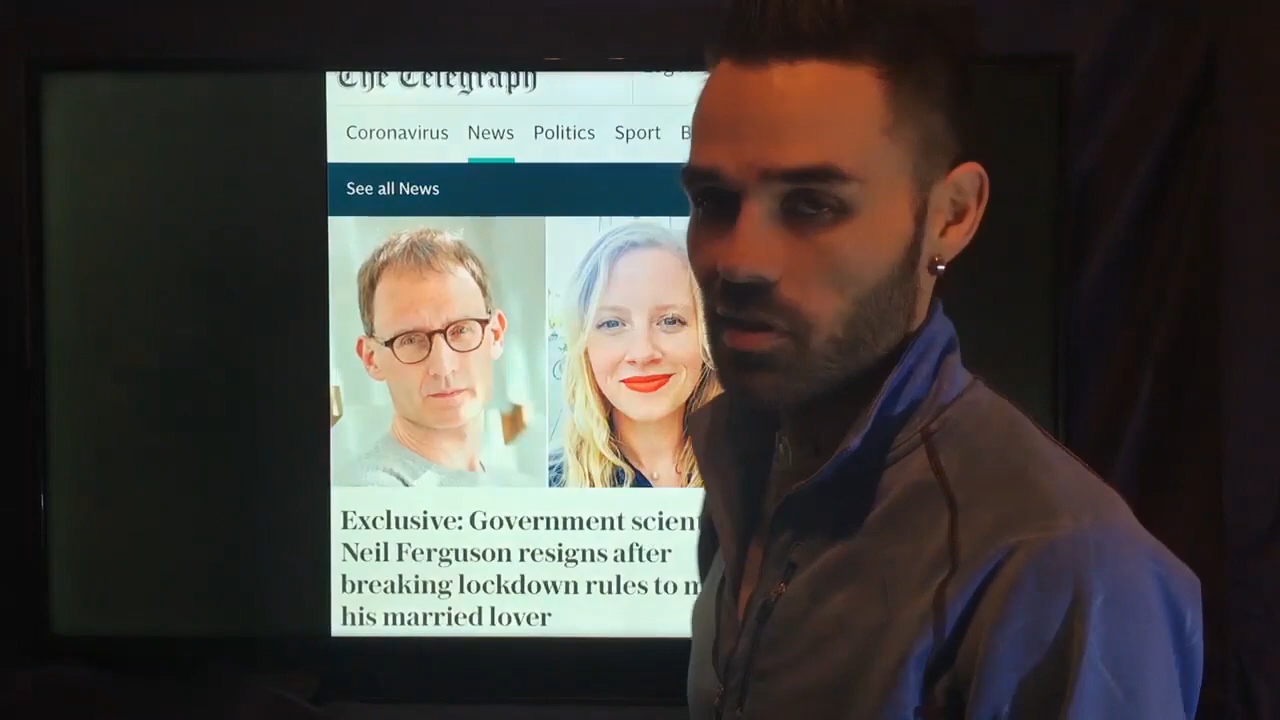 The Telegraph
Coronavirus News Politics Sport
See all News
Exclusive: Government
Neil Ferguson resigns after
breaking lockdown rules to
his married lover